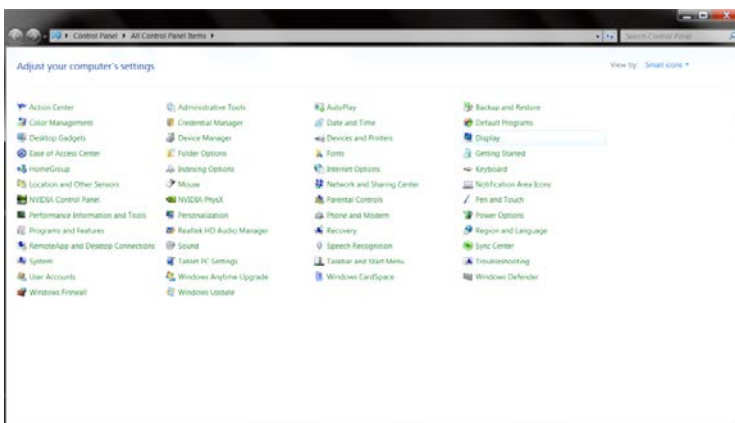 Control Panel ▸ All Control Panel Items ▸ Search Control Panel
Adjust your computer's settings View by: Small icons
Action Center Administrative Tools AutoPlay Backup and Restore
Color Management Credential Manager Date and Time Default Programs
Desktop Gadgets Device Manager Devices and Printers Display
Ease of Access Center Folder Options Fonts Getting Started
HomeGroup Indexing Options Internet Options Keyboard
Location and Other Sensors Mouse Network and Sharing Center Notification Area Icons
NVIDIA Control Panel NVIDIA PhysX Parental Controls Pen and Touch
Performance Information and Tools Personalization Phone and Modem Power Options
Programs and Features Realtek HD Audio Manager Recovery Region and Language
RemoteApp and Desktop Connections Sound Speech Recognition Sync Center
System Tablet PC Settings Taskbar and Start Menu Troubleshooting
User Accounts Windows Anytime Upgrade Windows CardSpace Windows Defender
Windows Firewall Windows Update